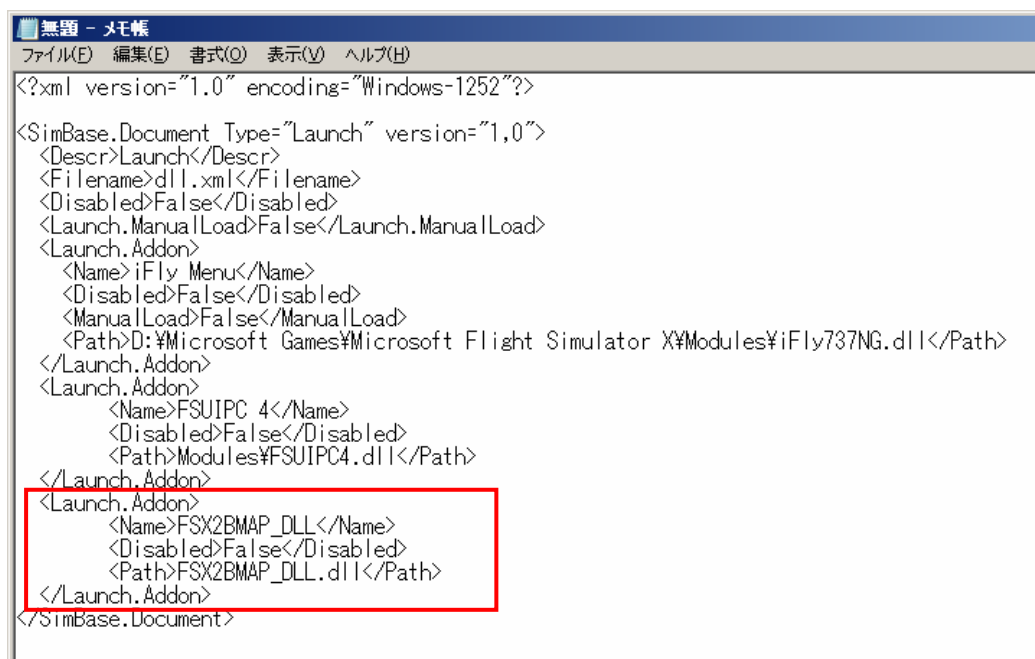 無題 - メモ帳
ファイル(F) 編集(E) 書式(O) 表示(V) ヘルプ(H)
<?xml version="1.0" encoding="Windows-1252"?>
<SimBase.Document Type="Launch" version="1,0">
<Descr>Launch</Descr>
<Filename>dll.xml</Filename>
<Disabled>False</Disabled>
<Launch.ManualLoad>False</Launch.ManualLoad>
<Launch.Addon>
<Name>iFly Menu</Name>
<Disabled>False</Disabled>
<ManualLoad>False</ManualLoad>
<Path>D:¥Microsoft Games¥Microsoft Flight Simulator X¥Modules¥iFly737NG.dll</Path>
</Launch.Addon>
<Launch.Addon>
<Name>FSUIPC 4</Name>
<Disabled>False</Disabled>
<Path>Modules¥FSUIPC4.dll</Path>
</Launch.Addon>
<Launch.Addon>
<Name>FSX2BMAP_DLL</Name>
<Disabled>False</Disabled>
<Path>FSX2BMAP_DLL.dll</Path>
</Launch.Addon>
</SimBase.Document>